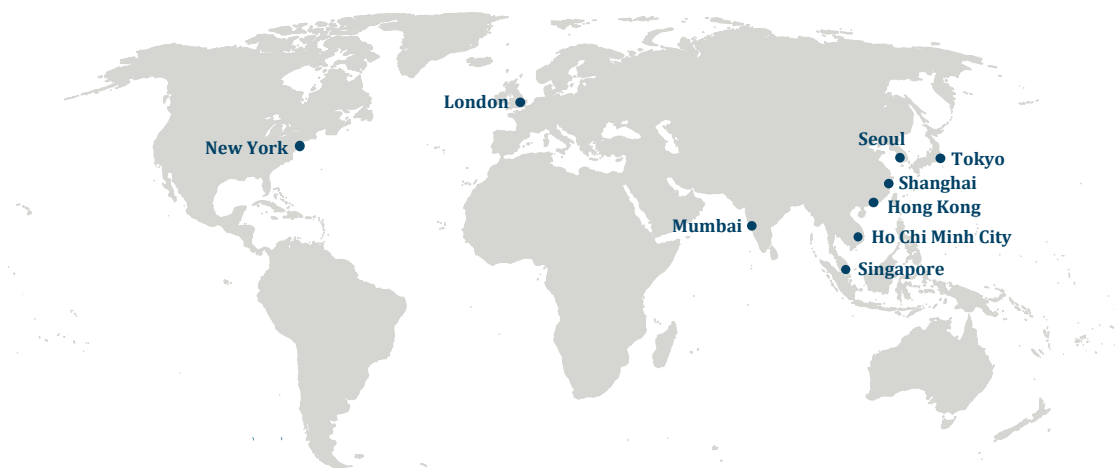 London
New York
Seoul
Tokyo
Shanghai
Hong Kong
Mumbai
Ho Chi Minh City
Singapore